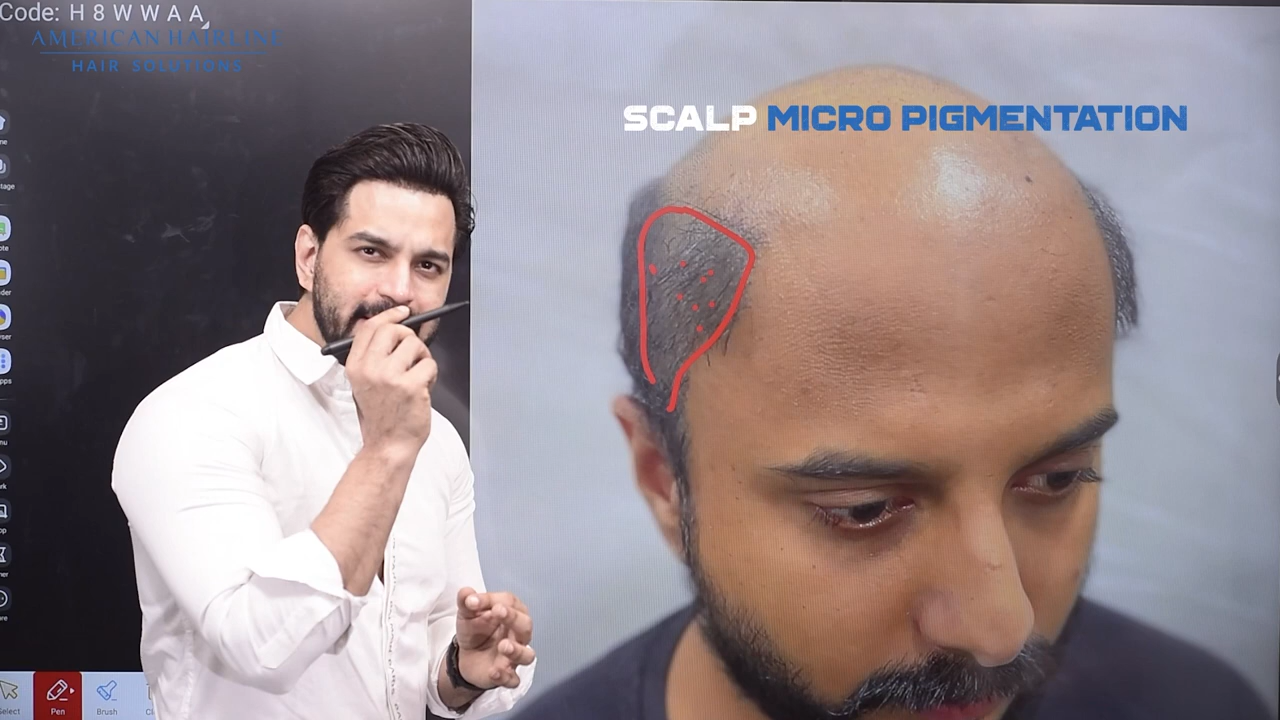 Code: H 8 W W A A
AMERICAN HAIRLINE
HAIR SOLUTIONS
SCALP MICRO PIGMENTATION
Select
Pen
Brush